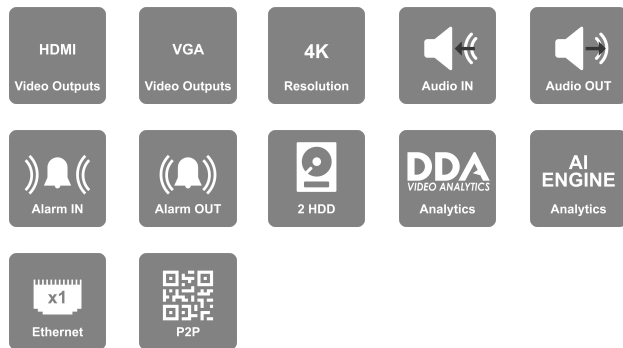 HDMI
Video Outputs
VGA
Video Outputs
4K
Resolution
Audio IN
Audio OUT
Alarm IN
Alarm OUT
2 HDD
DDA
VIDEO ANALYTICS
Analytics
AI
ENGINE
Analytics
x1
Ethernet
P2P